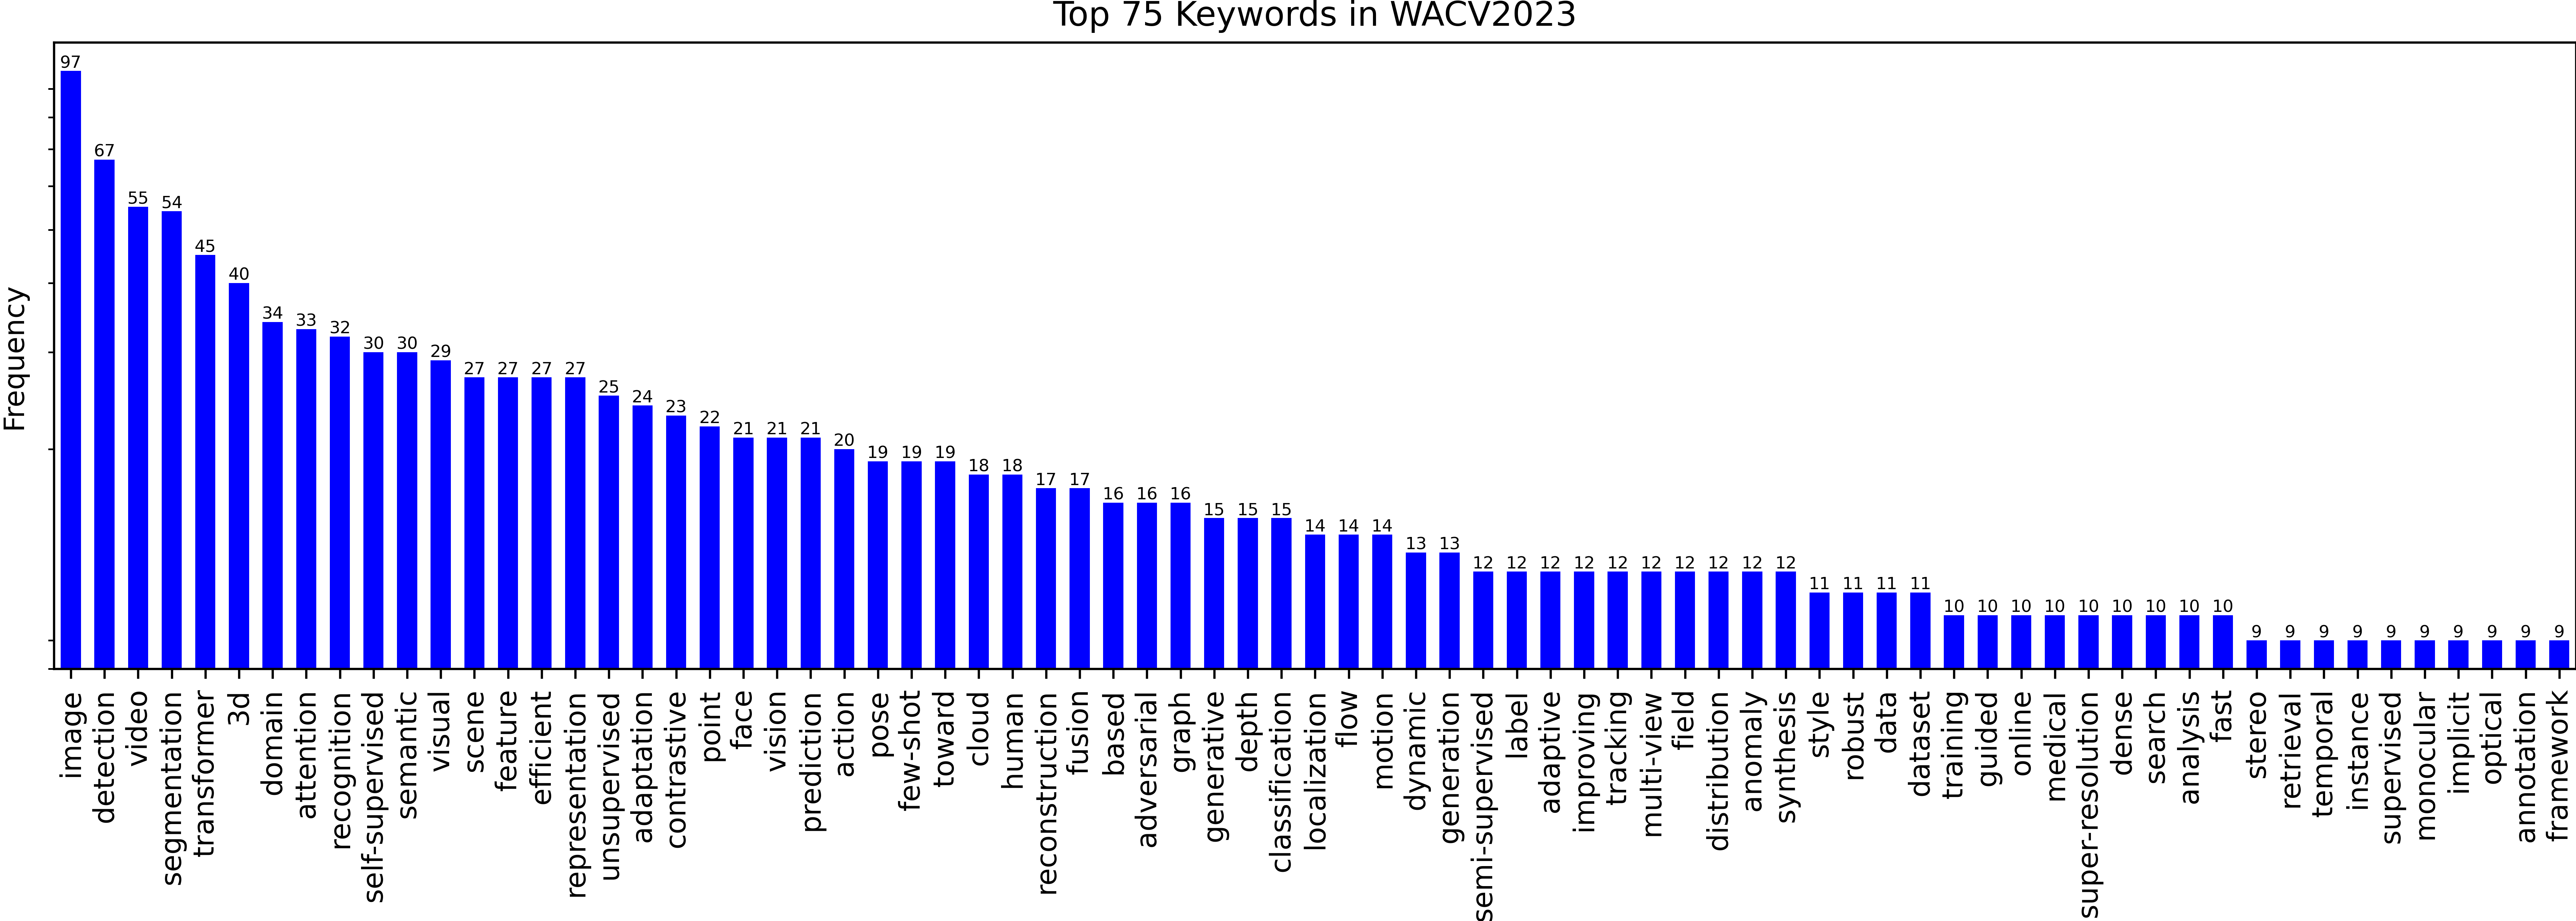 Top 75 Keywords in WACV2023
Frequency
97 67 55 54 45 40 34 33 32 30 30 29 27 27 27 27 25 24 23 22 21 21 21 20 19 19 19 18 18 17 17 16 16 16 15 15 15 14 14 14 13 13 12 12 12 12 12 12 12 12 12 12 11 11 11 11 10 10 10 10 10 10 10 10 10 9 9 9 9 9 9 9 9 9 9
image
detection
video
segmentation
transformer
3d
domain
attention
recognition
self-supervised
semantic
visual
scene
feature
efficient
representation
unsupervised
adaptation
contrastive
point
face
vision
prediction
action
pose
few-shot
toward
cloud
human
reconstruction
fusion
based
adversarial
graph
generative
depth
classification
localization
flow
motion
dynamic
generation
semi-supervised
label
adaptive
improving
tracking
multi-view
field
distribution
anomaly
synthesis
style
robust
data
dataset
training
guided
online
medical
super-resolution
dense
search
analysis
fast
stereo
retrieval
temporal
instance
supervised
monocular
implicit
optical
annotation
framework